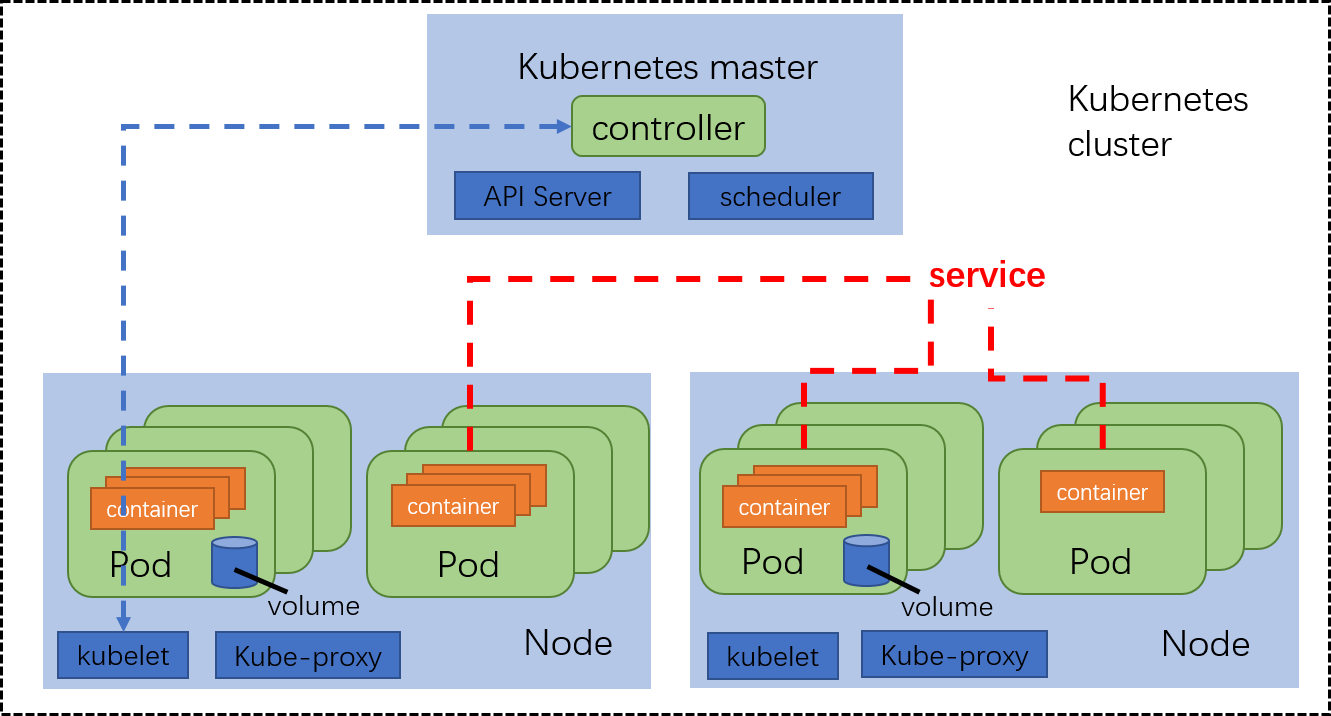 Kubernetes master
controller
API Server
scheduler
Kubernetes
cluster
service
container
Pod
volume
kubelet
Kube-proxy
container
Pod
Node
container
Pod
volume
kubelet
Kube-proxy
container
Pod
Node